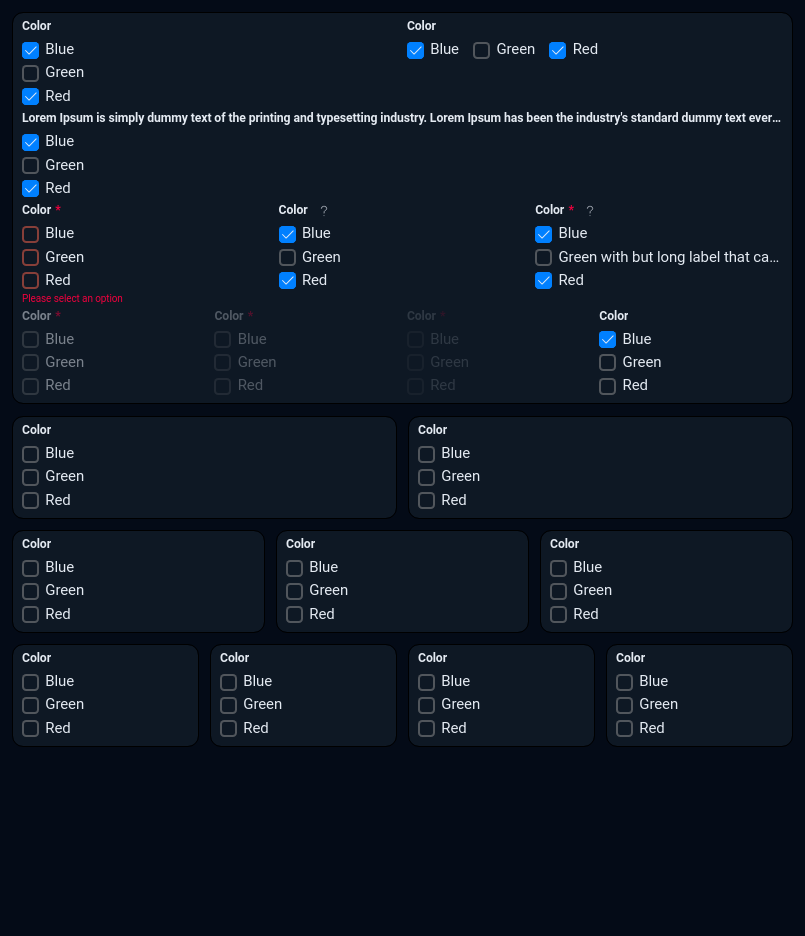 Color Color
Blue Blue Green Red
Green
Red
Lorem Ipsum is simply dummy text of the printing and typesetting industry. Lorem Ipsum has been the industry's standard dummy text ever...
Blue
Green
Red
Color * Color ? Color * ?
Blue Blue Blue
Green Green Green with but long label that ca...
Red Red Red
Please select an option
Color * Color * Color * Color
Blue Blue Blue Blue
Green Green Green Green
Red Red Red Red
Color Color
Blue Blue
Green Green
Red Red
Color Color Color
Blue Blue Blue
Green Green Green
Red Red Red
Color Color Color Color
Blue Blue Blue Blue
Green Green Green Green
Red Red Red Red